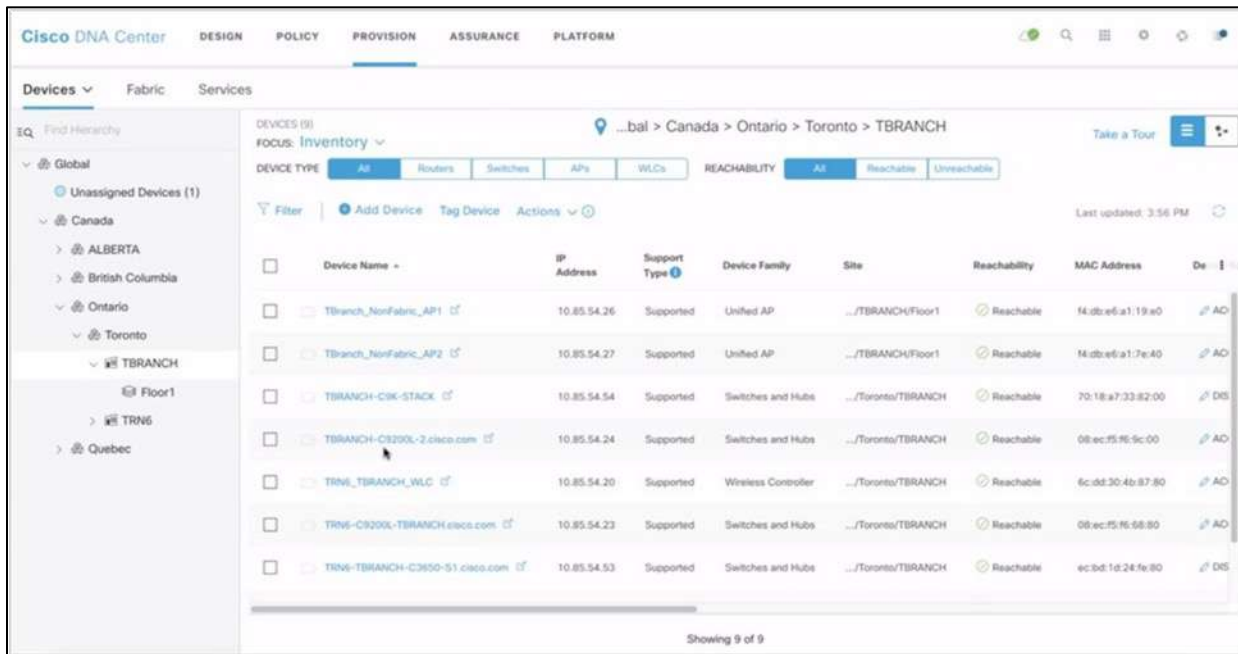 Cisco DNA Center DESIGN POLICY PROVISION ASSURANCE PLATFORM
Devices Fabric Services
Find Hierarchy
Global
Unassigned Devices (1)
Canada
ALBERTA
British Columbia
Ontario
Toronto
TBRANCH
Floor1
TRN6
Quebec
DEVICES (9)
FOCUS: Inventory
...bal > Canada > Ontario > Toronto > TBRANCH
Take a Tour
DEVICE TYPE All Routers Switches APs WLCs REACHABILITY All Reachable Unreachable
Filter Add Device Tag Device Actions
Last updated: 3:56 PM
Device Name IP Address Support Type Device Family Site Reachability MAC Address De
TBranch_NonFabric_AP1 10.85.54.26 Supported Unified AP .../TBRANCH/Floor1 Reachable f4:db:e6:a1:19:e0 AC
TBranch_NonFabric_AP2 10.85.54.27 Supported Unified AP .../TBRANCH/Floor1 Reachable f4:db:e6:a1:7e:40 AC
TBRANCH-C9K-STACK 10.85.54.54 Supported Switches and Hubs .../Toronto/TBRANCH Reachable 70:18:a7:33:82:00 DIS
TBRANCH-C9200L-2.cisco.com 10.85.54.24 Supported Switches and Hubs .../Toronto/TBRANCH Reachable 08:ec:f5:f6:9c:00 AC
TRN6_TBRANCH_WLC 10.85.54.20 Supported Wireless Controller .../Toronto/TBRANCH Reachable 6c:dd:30:4b:87:80 AC
TRN6-C9200L-TBRANCH.cisco.com 10.85.54.23 Supported Switches and Hubs .../Toronto/TBRANCH Reachable 08:ec:f5:f6:68:80 AC
TRN6-TBRANCH-C3650-S1.cisco.com 10.85.54.53 Supported Switches and Hubs .../Toronto/TBRANCH Reachable ec:bd:1d:24:fe:80 DIS
Showing 9 of 9